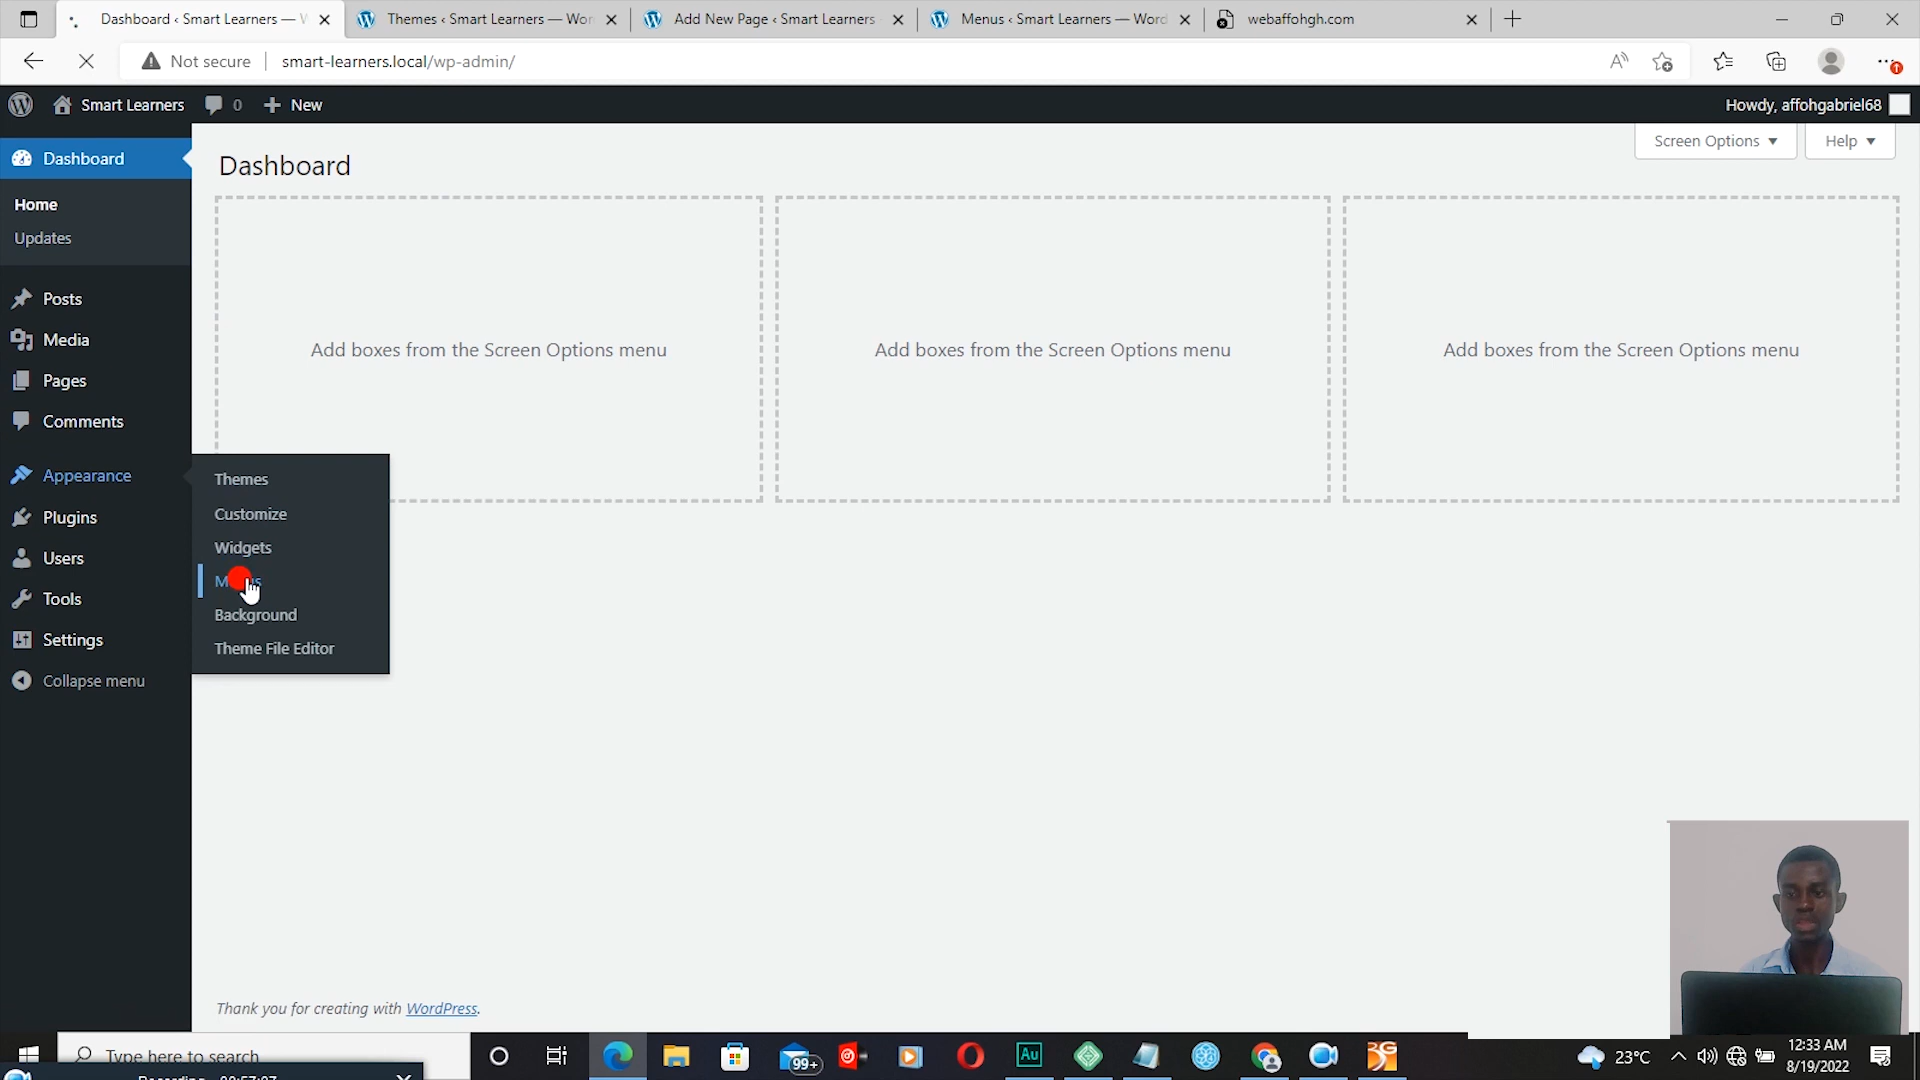 Dashboard ‹ Smart Learners — W
Themes ‹ Smart Learners — Wor
Add New Page ‹ Smart Learners
Menus ‹ Smart Learners — Word
webaffohgh.com
Not secure
smart-learners.local/wp-admin/
Smart Learners
0
New
Howdy, affohgabriel68
Dashboard
Home
Updates
Posts
Media
Pages
Comments
Appearance
Plugins
Users
Tools
Settings
Collapse menu
Themes
Customize
Widgets
Background
Theme File Editor
Dashboard
Screen Options
Help
Add boxes from the Screen Options menu
Add boxes from the Screen Options menu
Add boxes from the Screen Options menu
Thank you for creating with WordPress.
Type here to search
99+
Au
23°C
12:33 AM
8/19/2022